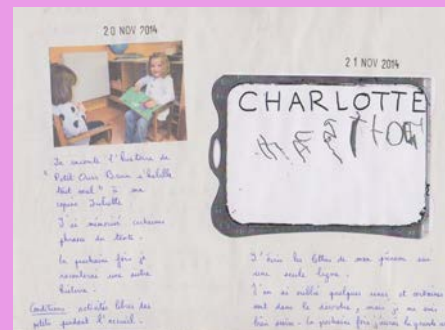 20 NOV 2014
Je raconte l'histoire de
"Petit Ours Brun s'habille
tout seul" à ma
copine Juliette
J'ai mémorisé certaines
phrases du texte.
La prochaine fois je
raconterai une autre
histoire.
Conditions : activités libres des
petits pendant l'accueil.
21 NOV 2014
CHARLOTTE
J'écris les lettres de mon prénom sur
une seule ligne.
J'en ai oublié quelques unes et certaines
sont dans le désordre, mais je me suis
bien La prochaine fois, j'aurai la grande